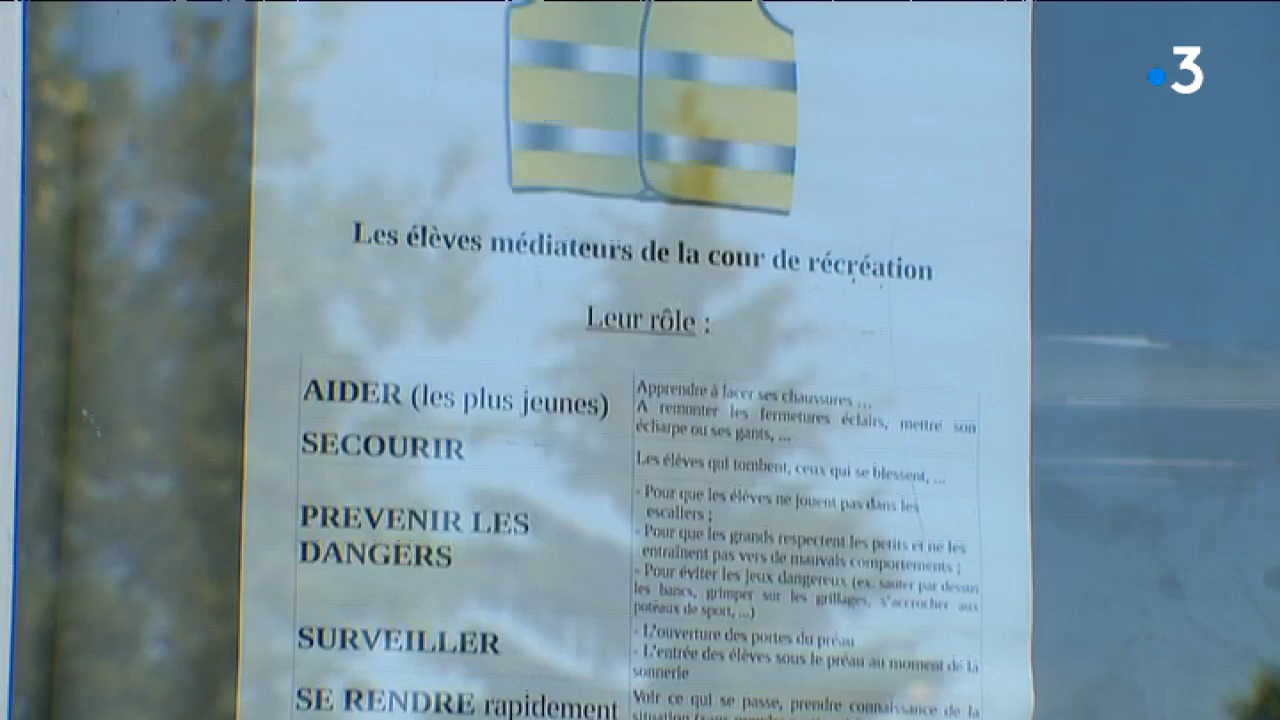 3
Les élèves médiateurs de la cour de récréation
Leur rôle :
AIDER (les plus jeunes)
Apprendre à lacer ses chaussures ...
A remonter les fermetures éclairs, mettre son
écharpe ou ses gants, ...
SECOURIR
Les élèves qui tombent, ceux qui se blessent, ...
PREVENIR LES
DANGERS
- Pour que les élèves ne jouent pas dans les
escaliers ;
- Pour que les grands respectent les petits et ne les
entraînent pas vers de mauvais comportements ;
- Pour éviter les jeux dangereux (ex. sauter par dessus
les bancs, grimper sur les grillages, s'accrocher aux
poteaux de sport, ...)
SURVEILLER
- L'ouverture des portes du préau
- L'entrée des élèves sous le préau au moment de la
sonnerie
SE RENDRE rapidement
Voir ce qui se passe, prendre connaissance de la
situation